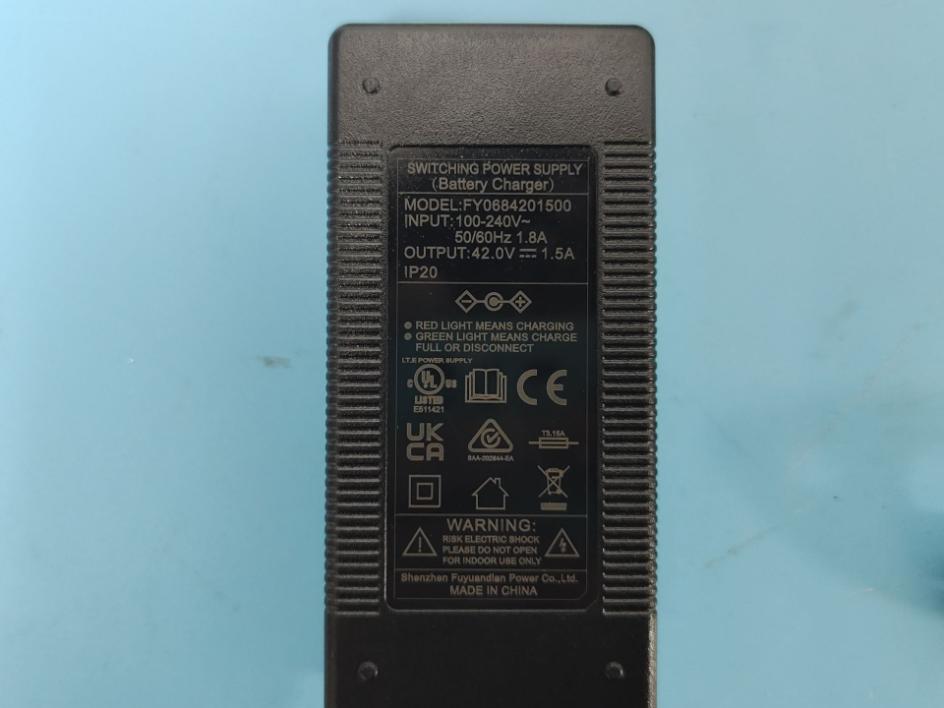 SWITCHING POWER SUPPLY
(Battery Charger)
MODEL:FY0684201500
INPUT:100-240V~
50/60Hz 1.8A
OUTPUT:42.0V ⎓ 1.5A
IP20
● RED LIGHT MEANS CHARGING
● GREEN LIGHT MEANS CHARGE
FULL OR DISCONNECT
I.T.E POWER SUPPLY
C UL US
LISTED
E511421
CE
UK
CA
T3.15A
SAA-202844-EA
WARNING:
RISK ELECTRIC SHOCK
PLEASE DO NOT OPEN
FOR INDOOR USE ONLY
Shenzhen Fuyuandian Power Co.,Ltd.
MADE IN CHINA